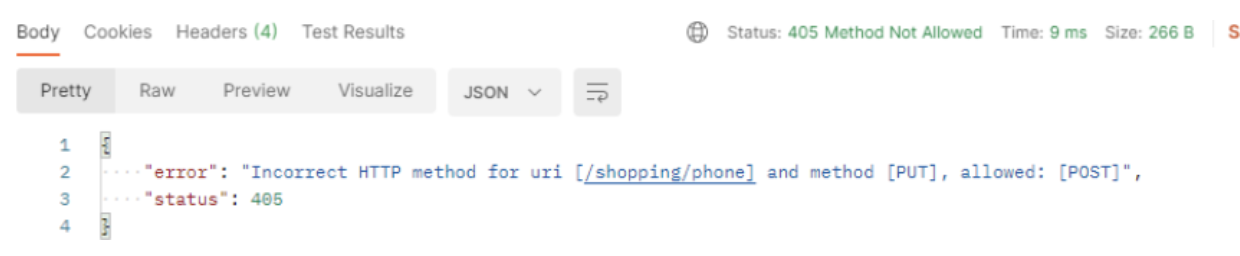 Body Cookies Headers (4) Test Results Status: 405 Method Not Allowed Time: 9 ms Size: 266 B S
Pretty Raw Preview Visualize JSON
1 {
2 "error": "Incorrect HTTP method for uri [/shopping/phone] and method [PUT], allowed: [POST]",
3 "status": 405
4 }